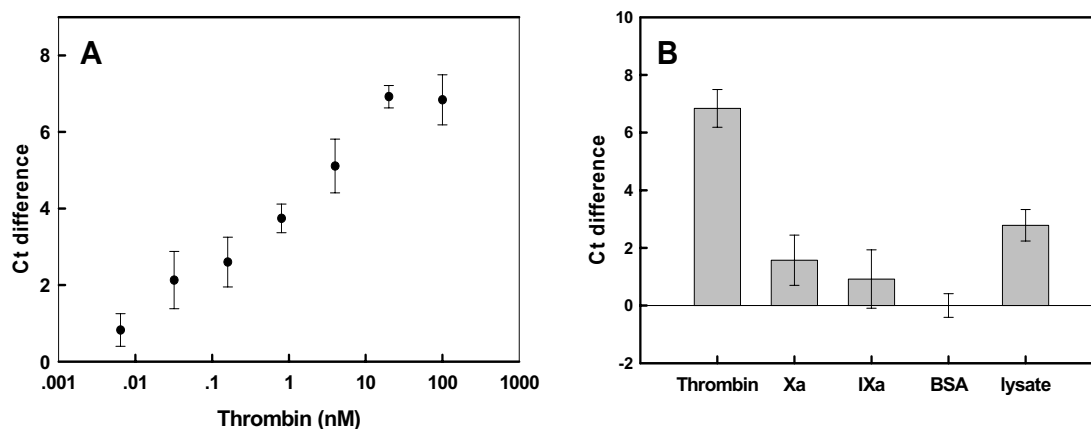 A
Ct difference
8
6
4
2
0
.001 .01 .1 1 10 100 1000
Thrombin (nM)
B
Ct difference
10
8
6
4
2
0
-2
Thrombin Xa IXa BSA lysate